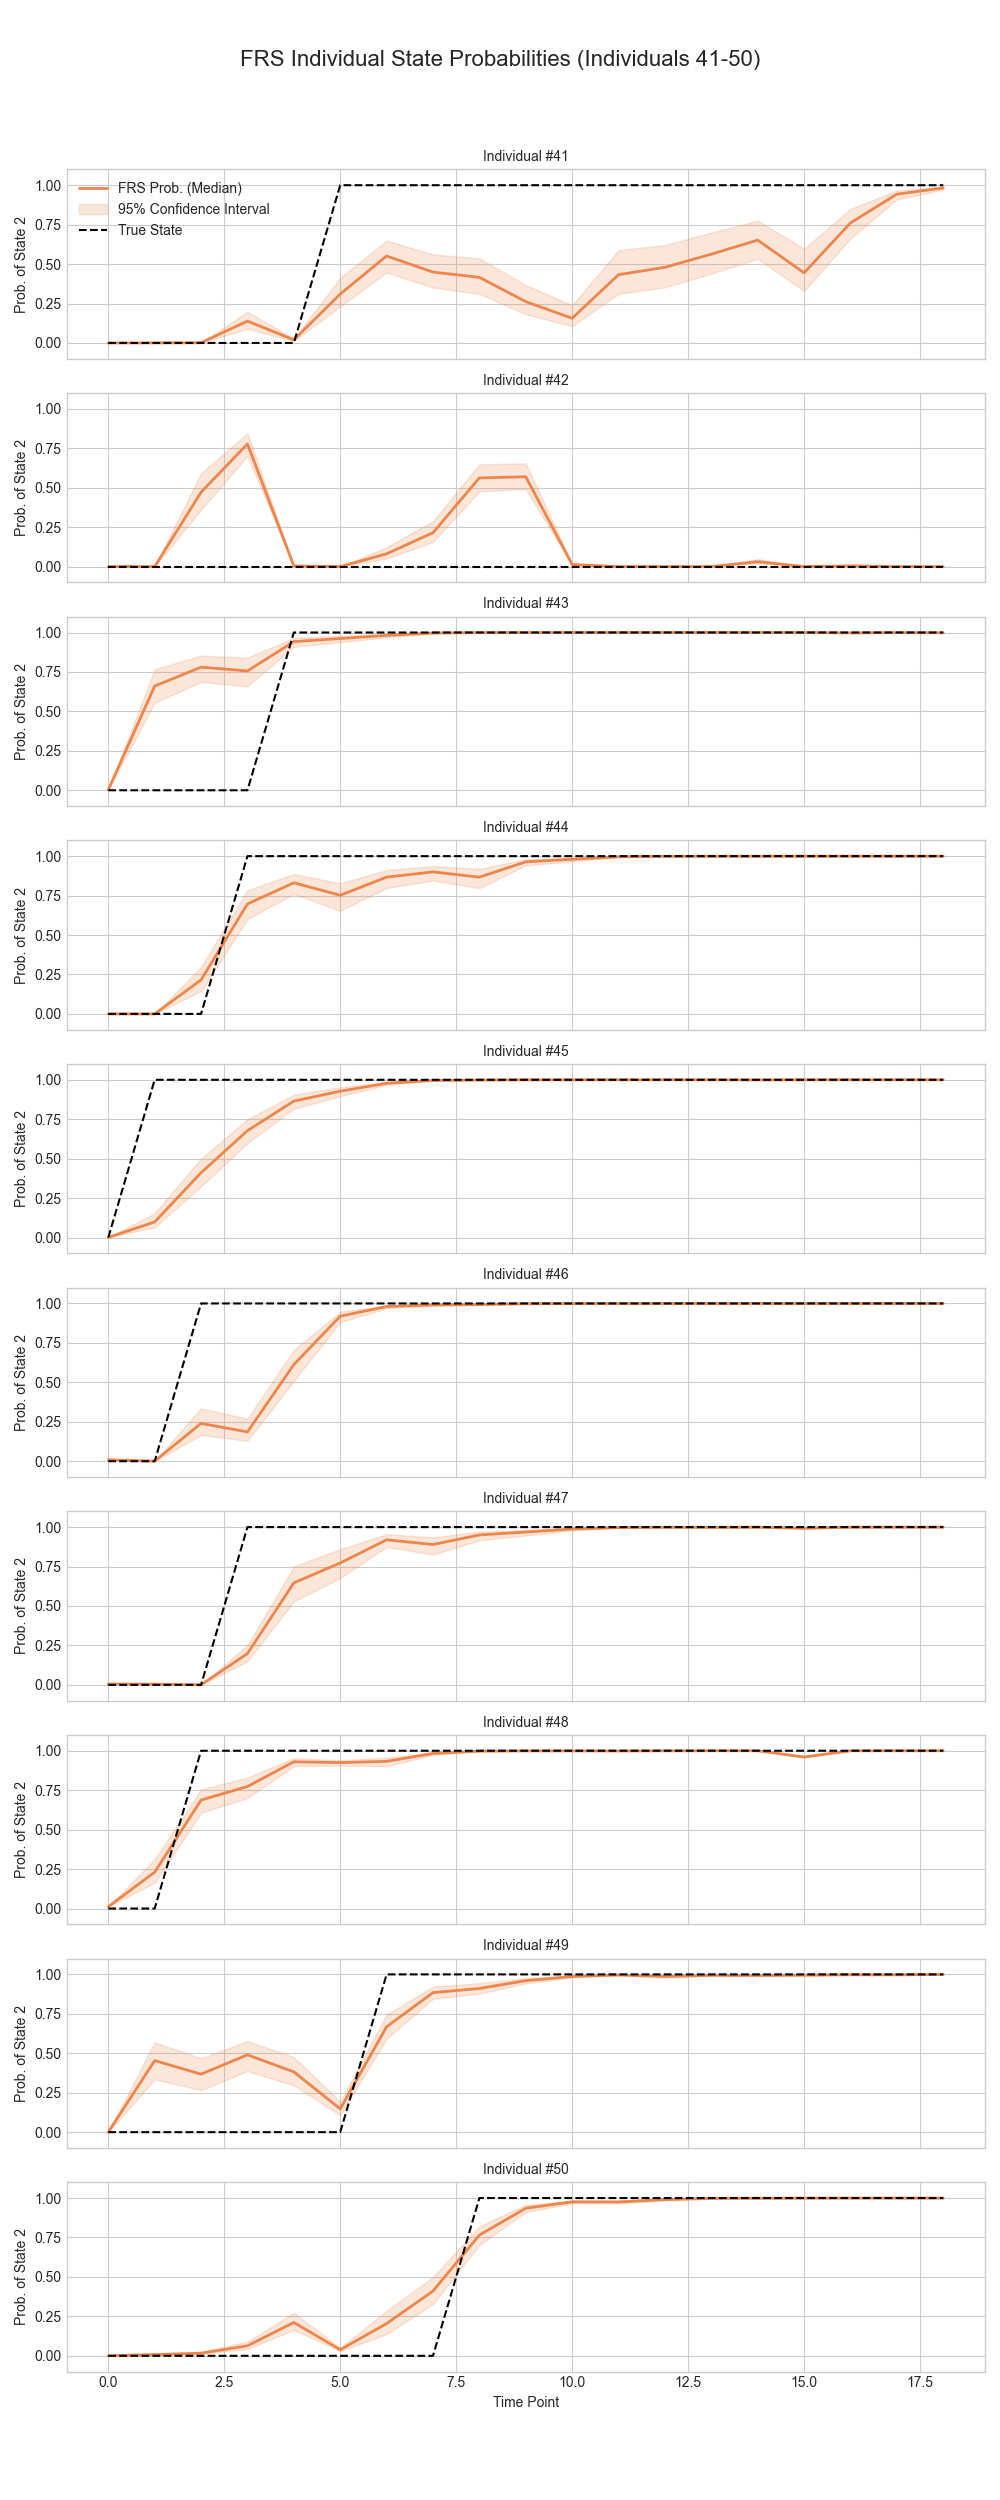 FRS Individual State Probabilities (Individuals 41-50)
Individual #41
FRS Prob. (Median)
95% Confidence Interval
True State
Prob. of State 2
1.00
0.75
0.50
0.25
0.00
Individual #42
Prob. of State 2
1.00
0.75
0.50
0.25
0.00
Individual #43
Prob. of State 2
1.00
0.75
0.50
0.25
0.00
Individual #44
Prob. of State 2
1.00
0.75
0.50
0.25
0.00
Individual #45
Prob. of State 2
1.00
0.75
0.50
0.25
0.00
Individual #46
Prob. of State 2
1.00
0.75
0.50
0.25
0.00
Individual #47
Prob. of State 2
1.00
0.75
0.50
0.25
0.00
Individual #48
Prob. of State 2
1.00
0.75
0.50
0.25
0.00
Individual #49
Prob. of State 2
1.00
0.75
0.50
0.25
0.00
Individual #50
Prob. of State 2
1.00
0.75
0.50
0.25
0.00
0.0 2.5 5.0 7.5 10.0 12.5 15.0 17.5
Time Point